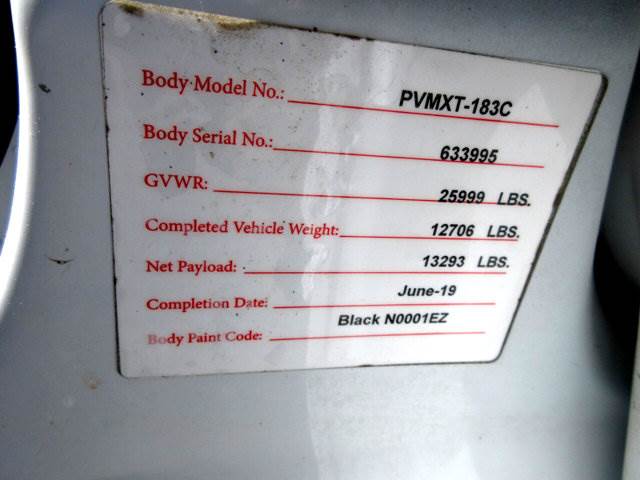 Body Model No.: PVMXT-183C
Body Serial No.: 633995
GVWR: 25999 LBS.
Completed Vehicle Weight: 12706 LBS.
Net Payload: 13293 LBS.
Completion Date: June-19
Body Paint Code: Black N0001EZ